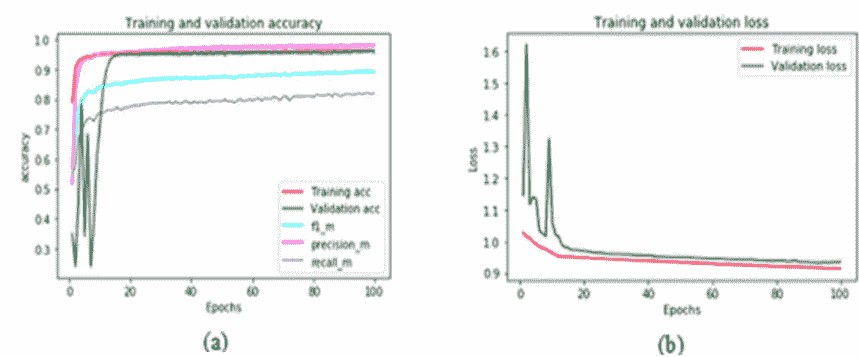 Training and validation accuracy
1.0
0.9
0.8
0.7
0.6
0.5
0.4
0.3
accuracy
Training acc
Validation acc
f1_m
precision_m
recall_m
0 20 40 60 80 100
Epochs
(a)
Training and validation loss
1.6
1.5
1.4
1.3
1.2
1.1
1.0
0.9
Loss
Training loss
Validation loss
0 20 40 60 80 100
Epochs
(b)